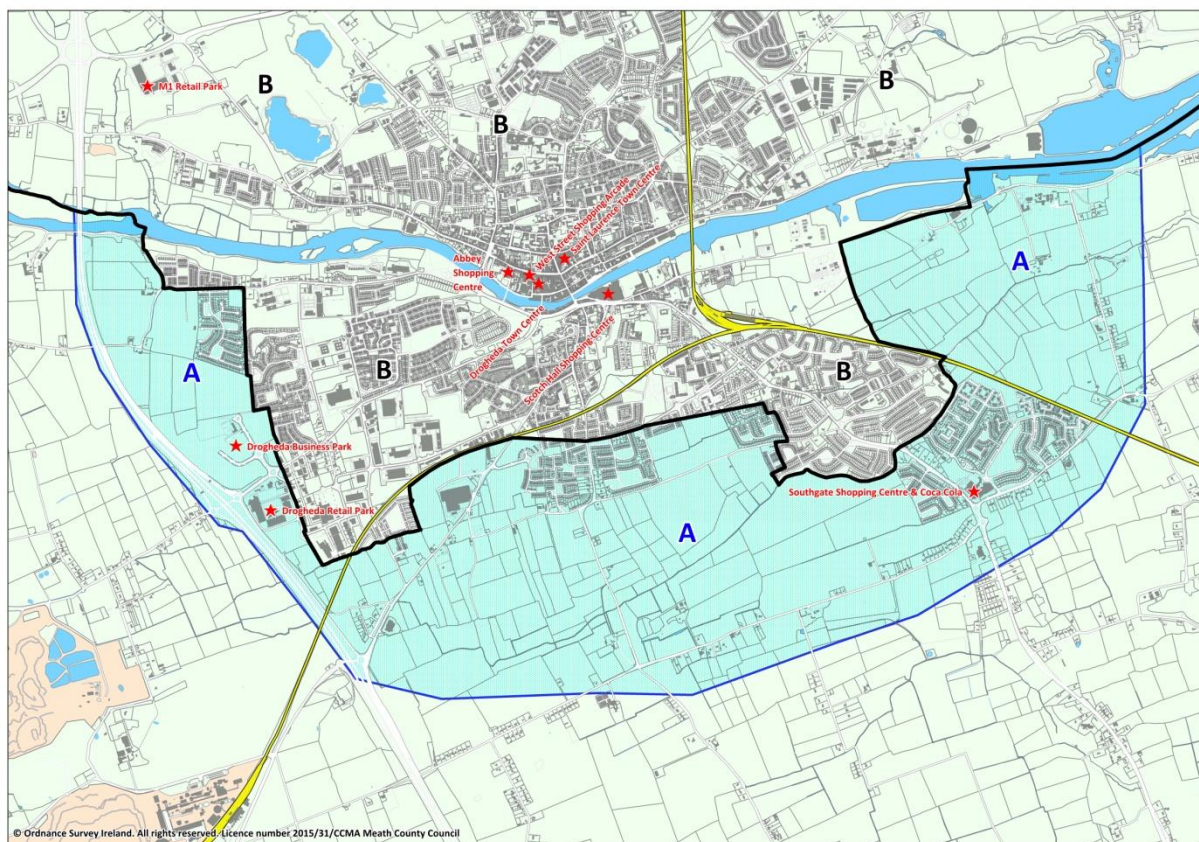 B
M1 Retail Park
B
B
West Street Shopping Arcade
Saint Laurence Town Centre
Abbey
Shopping
Centre
A
Drogheda Town Centre
Scotch Hall Shopping Centre
A
B
B
Drogheda Business Park
Southgate Shopping Centre & Coca Cola
Drogheda Retail Park
A
© Ordnance Survey Ireland. All rights reserved. Licence number 2015/31/CCMA Meath County Council